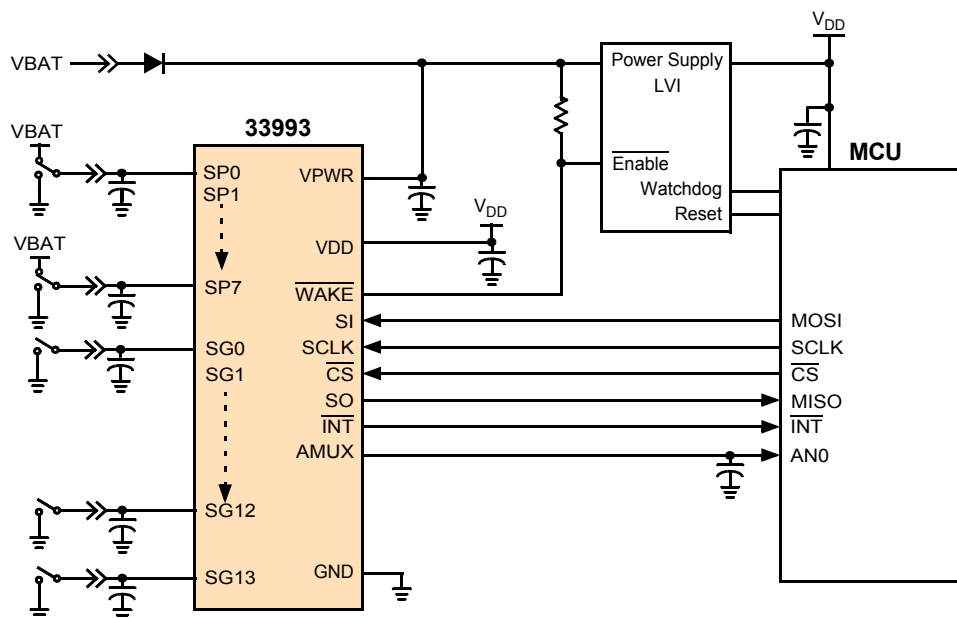 VDD
VBAT
Power Supply
LVI
33993
VBAT
MCU
SP0
SP1
VPWR
Enable
Watchdog
Reset
VDD
VDD
VBAT
SP7
WAKE
SI
MOSI
SG0
SCLK
SCLK
SG1
CS
CS
SO
MISO
INT
INT
AMUX
AN0
SG12
SG13
GND